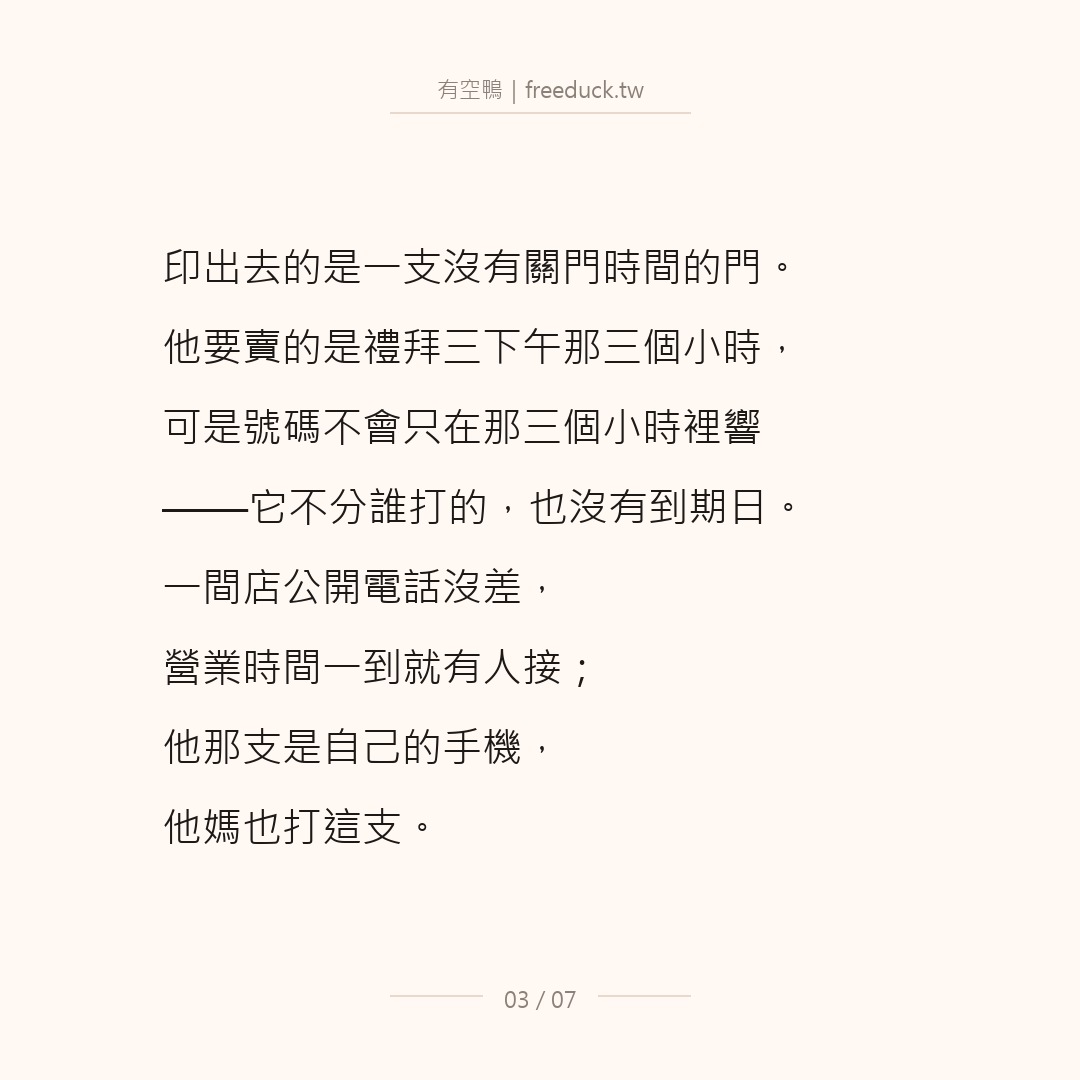 有空鴨｜freeduck.tw
印出去的是一支沒有關門時間的門。
他要賣的是禮拜三下午那三個小時，
可是號碼不會只在那三個小時裡響
——它不分誰打的，也沒有到期日。
一間店公開電話沒差，
營業時間一到就有人接；
他那支是自己的手機，
他媽也打這支。
03 / 07